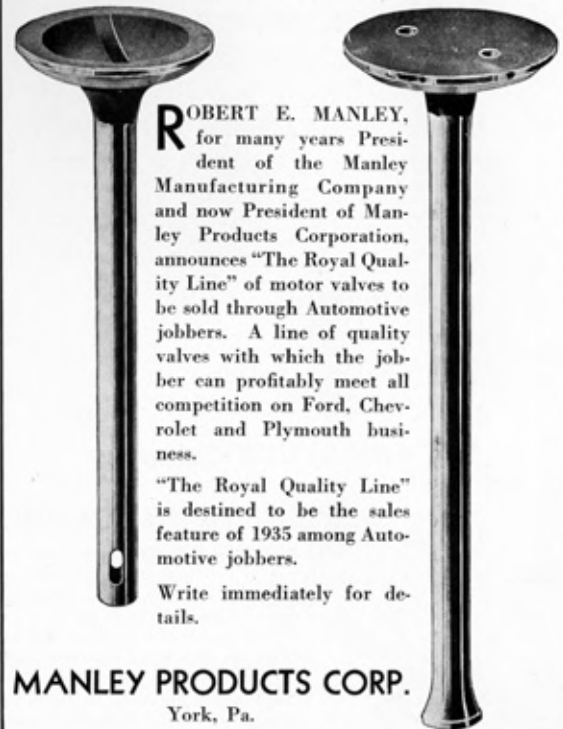 ROBERT E. MANLEY,
for many years Presi-
dent of the Manley
Manufacturing Company
and now President of Man-
ley Products Corporation,
announces “The Royal Qual-
ity Line” of motor valves to
be sold through Automotive
jobbers. A line of quality
valves with which the job-
ber can profitably meet all
competition on Ford, Chev-
rolet and Plymouth busi-
ness.
“The Royal Quality Line”
is destined to be the sales
feature of 1935 among Auto-
motive jobbers.
Write immediately for de-
tails.
MANLEY PRODUCTS CORP.
York, Pa.